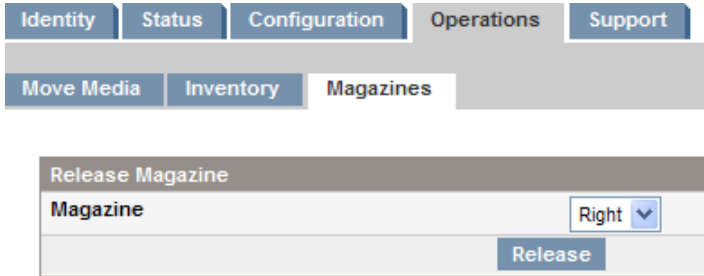 Identity Status Configuration Operations Support
Move Media Inventory Magazines
Release Magazine
Magazine Right
Release